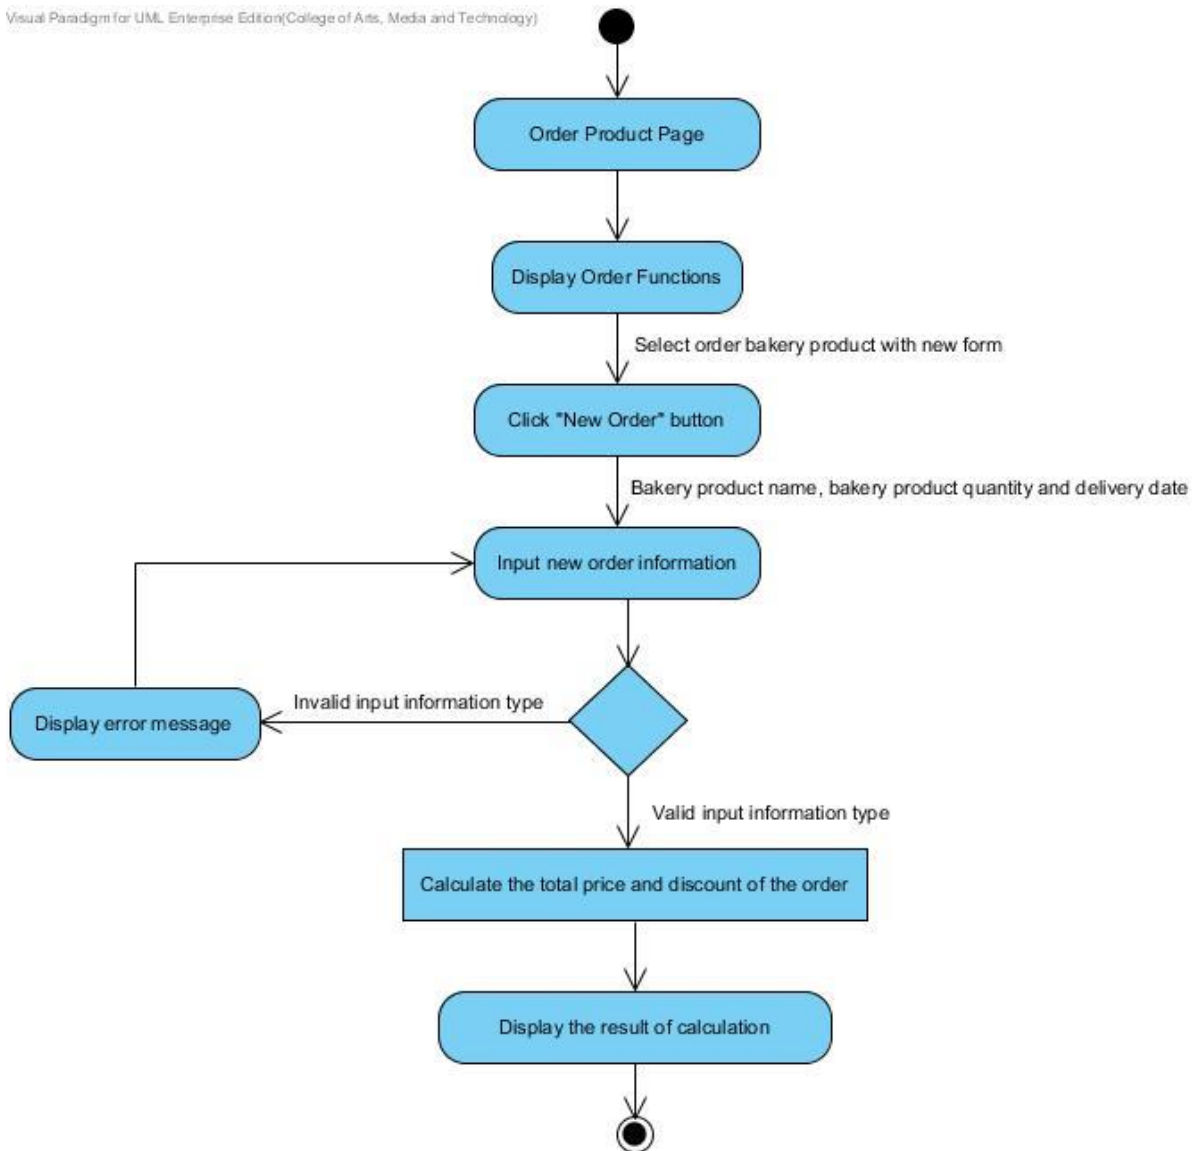 Visual Paradigm for UML Enterprise Edition(College of Arts, Media and Technology)
Order Product Page
Display Order Functions
Select order bakery product with new form
Click "New Order" button
Bakery product name, bakery product quantity and delivery date
Input new order information
Invalid input information type
Display error message
Valid input information type
Calculate the total price and discount of the order
Display the result of calculation